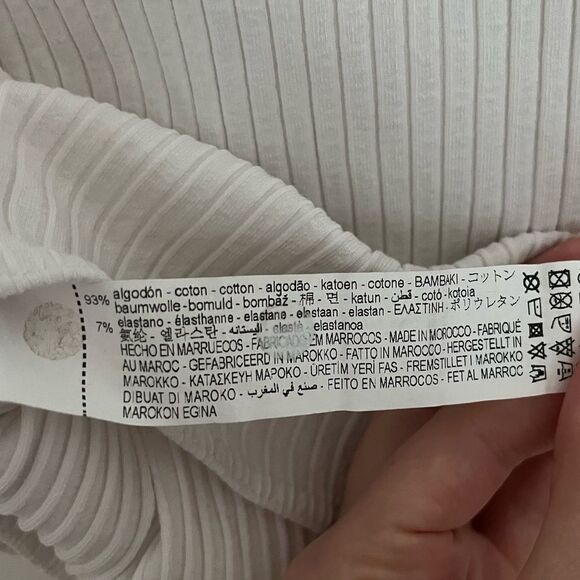 93% algodón - coton - cotton - algodão - katoen - cotone - ΒΑΜΒΑΚΙ - コットン
baumwolle - bomuld - bombaž - 棉 - 면 - katun - قطن - cotó - kotoia
7% elastano - élasthanne - elastane - elastaan - elastan - ΕΛΑΣΤΙΝΗ - ポリウレタン
氨纶 - 엘라스탄 - الإيلاستان - elastè - elastanoa
HECHO EN MARRUECOS - FABRICADO EM MARROCOS - MADE IN MOROCCO - FABRIQUÉ
AU MAROC - GEFABRICEERD IN MAROKKO - FATTO IN MAROCCO - HERGESTELLT IN
MAROKKO - ΚΑΤΑΣΚΕΥΗ ΜΑΡΟΚΟ - ÜRETİM YERİ FAS - FREMSTILLET I MAROKKO
DIBUAT DI MAROKO - صنع في المغرب - FEITO EN MARROCOS - FET AL MARROC
MAROKON EGINA